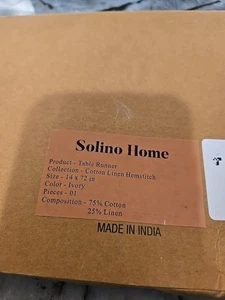 Solino Home
Product - Table Runner
Collection - Cotton Linen Hemstitch
Size - 14 x 72 in
Color - Ivory
Pieces - 01
Composition - 75% Cotton
25% Linen
MADE IN INDIA